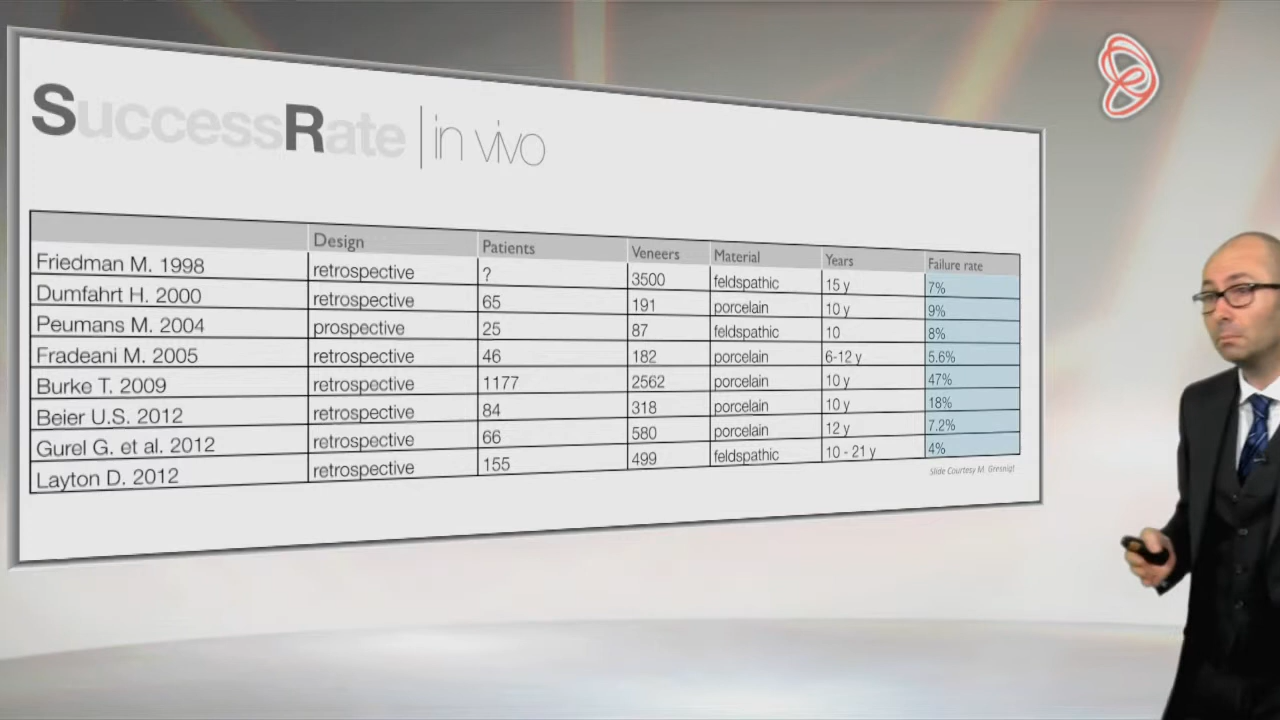 SuccessRate | in vivo
Design Patients Veneers Material Years Failure rate
Friedman M. 1998 retrospective ? 3500 feldspathic 15 y 7%
Dumfahrt H. 2000 retrospective 65 191 porcelain 10 y 9%
Peumans M. 2004 prospective 25 87 feldspathic 10 8%
Fradeani M. 2005 retrospective 46 182 porcelain 6-12 y 5.6%
Burke T. 2009 retrospective 1177 2562 porcelain 10 y 47%
Beier U.S. 2012 retrospective 84 318 porcelain 10 y 18%
Gurel G. et al. 2012 retrospective 66 580 porcelain 12 y 7.2%
Layton D. 2012 retrospective 155 499 feldspathic 10 - 21 y 4%
Slide Courtesy M. Gresnigt